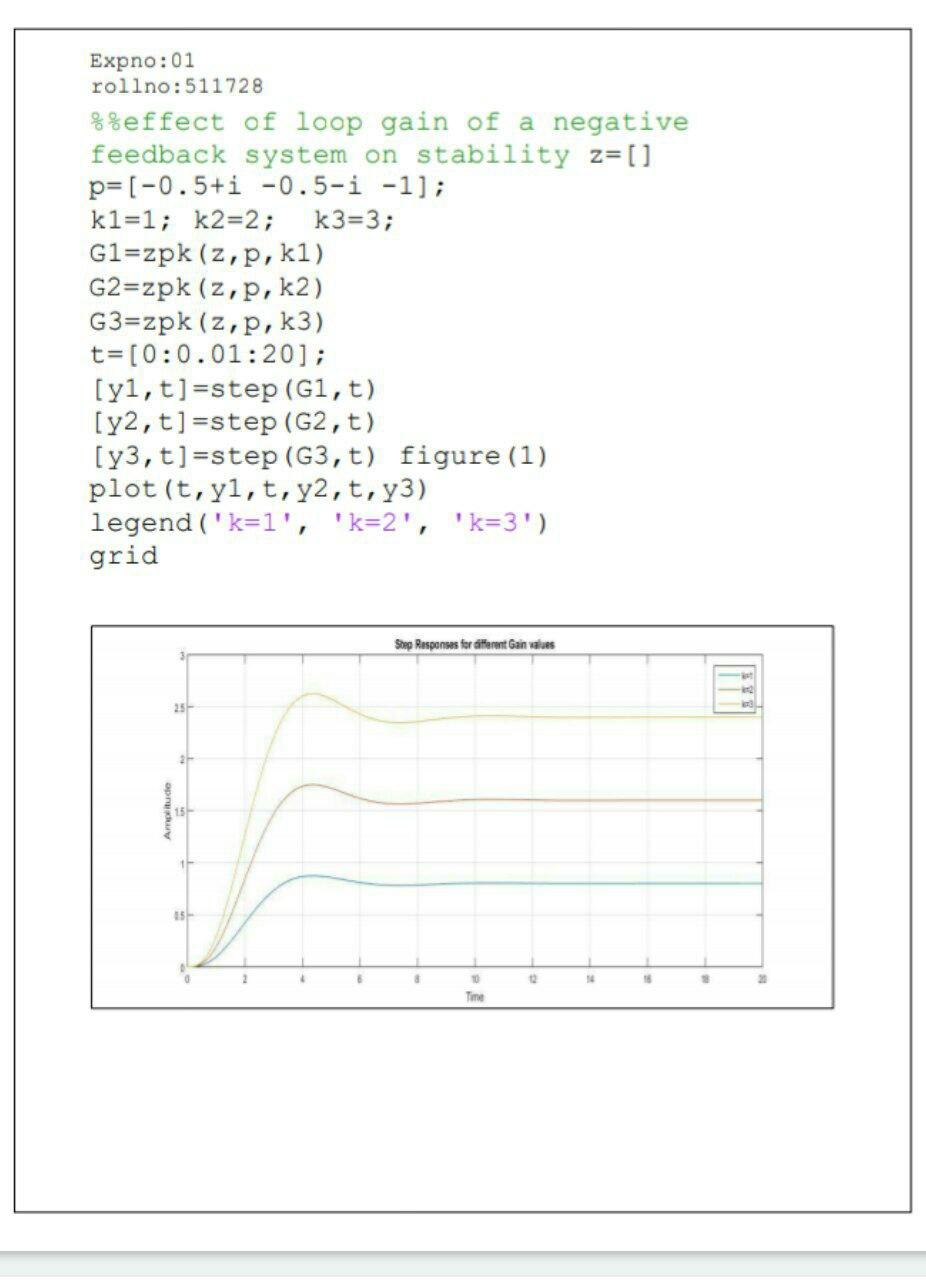 Expno:01
rollno:511728
%%effect of loop gain of a negative
feedback system on stability z=[]
p=[-0.5+i -0.5-i -1];
k1=1; k2=2; k3=3;
G1=zpk(z,p,k1)
G2=zpk(z,p,k2)
G3=zpk(z,p,k3)
t=[0:0.01:20];
[y1,t]=step(G1,t)
[y2,t]=step(G2,t)
[y3,t]=step(G3,t) figure(1)
plot(t,y1,t,y2,t,y3)
legend('k=1', 'k=2', 'k=3')
grid
Step Responses for different Gain values
k=1
k=2
k=3
3
2.5
2
1.5
1
0.5
0
Amplitude
0 2 4 6 8 10 12 14 16 18 20
Time